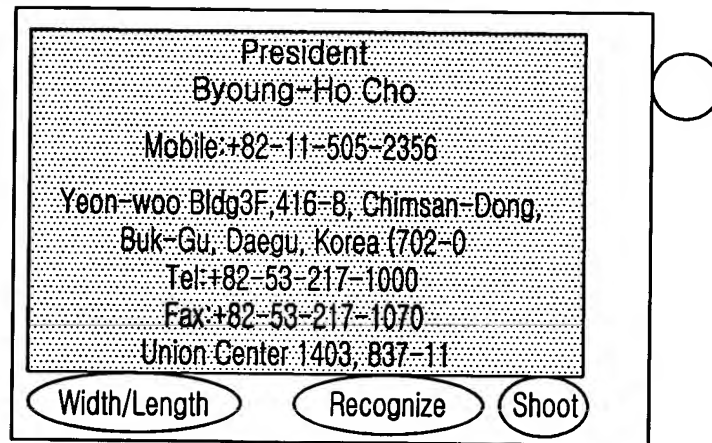 President
Byoung-Ho Cho
Mobile:+82-11-505-2356
Yeon-woo Bldg3F,416-8, Chimsan-Dong,
Buk-Gu, Daegu, Korea (702-0
Tel:+82-53-217-1000
Fax:+82-53-217-1070
Union Center 1403, 837-11
Width/Length Recognize Shoot